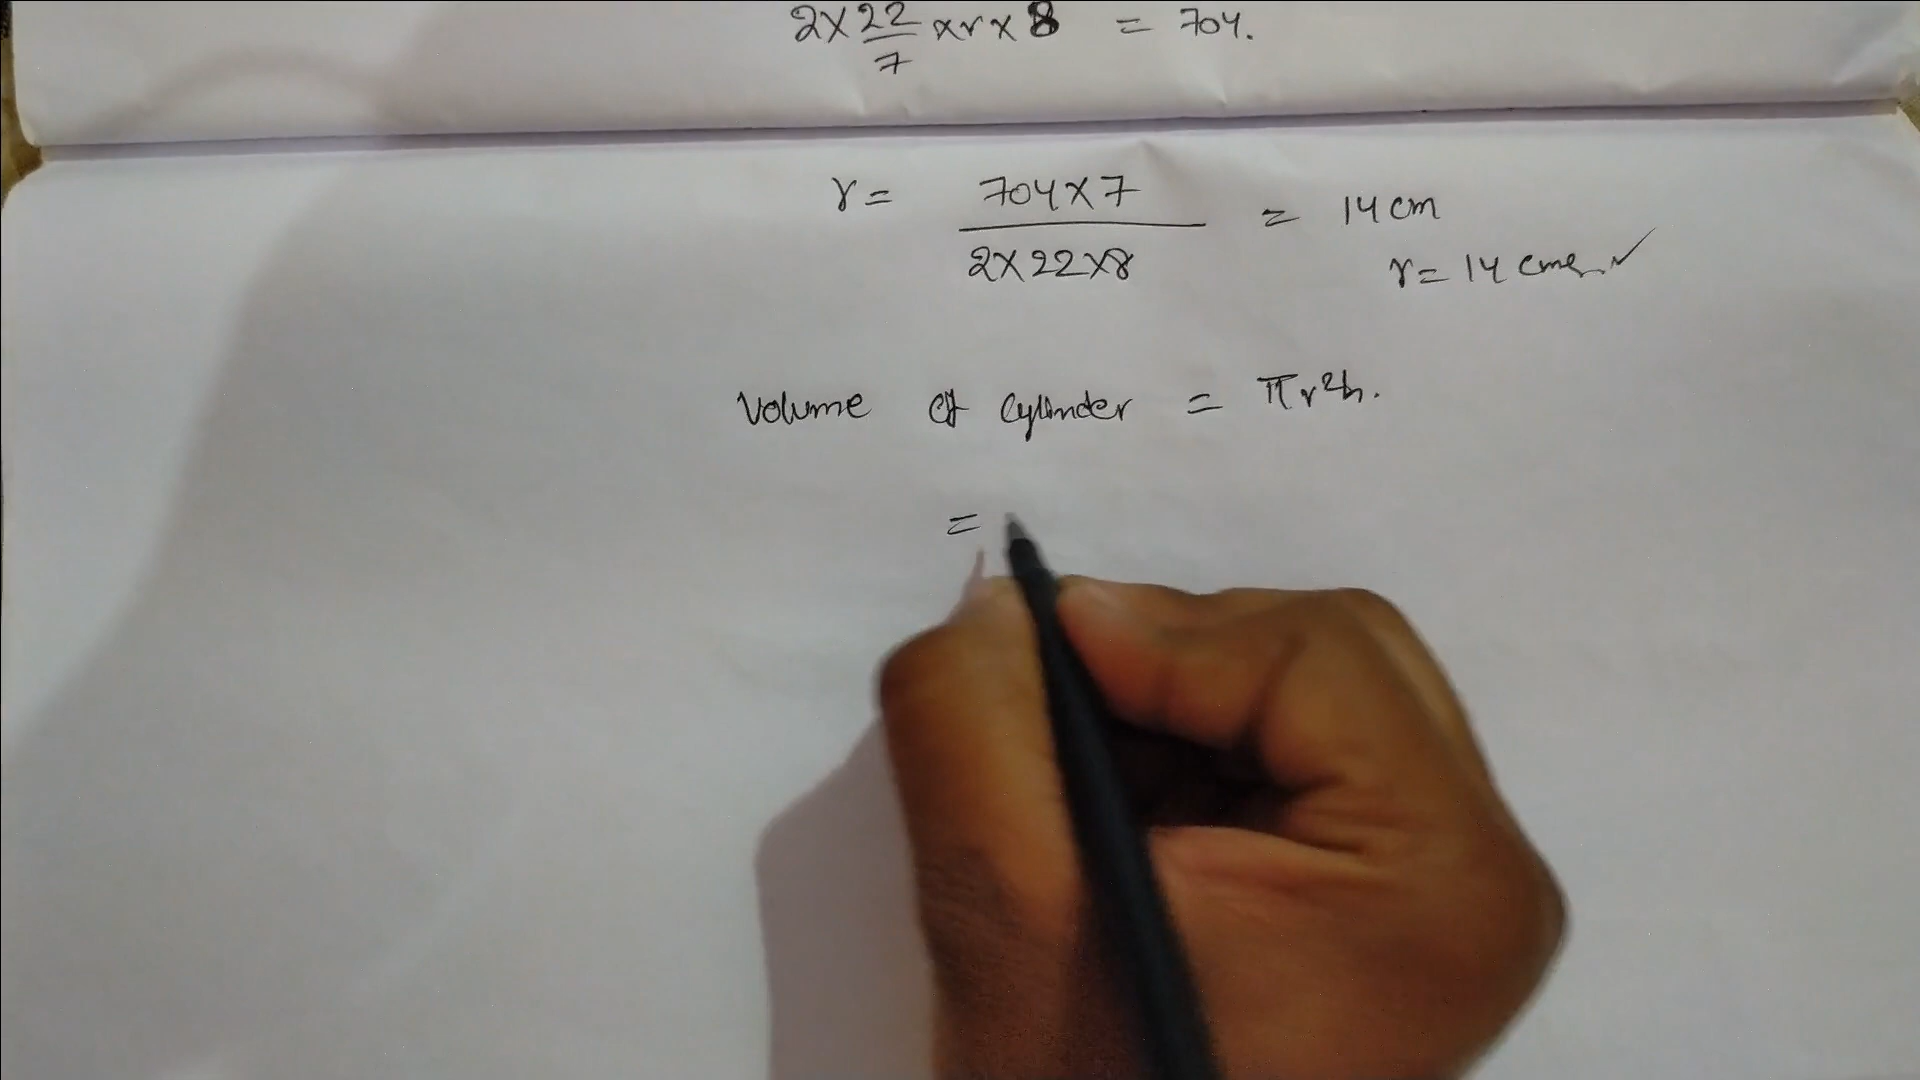 2×22/7 ×r×8 = 704.
r = 704×7/2×22×8 = 14 cm
r = 14 cm
Volume of Cylinder = πr²h.
=